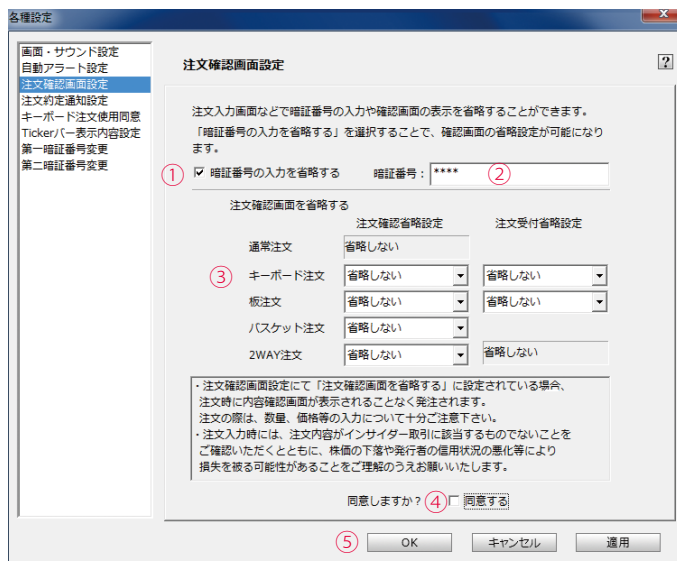 各種設定
画面・サウンド設定
自動アラート設定
注文確認画面設定
注文約定通知設定
キーボード注文使用同意
Tickerバー表示内容設定
第一暗証番号変更
第二暗証番号変更
注文確認画面設定
?
注文入力画面などで暗証番号の入力や確認画面の表示を省略することができます。
「暗証番号の入力を省略する」を選択することで、確認画面の省略設定が可能になり
ます。
① 暗証番号の入力を省略する 暗証番号: **** ②
注文確認画面を省略する
注文確認省略設定 注文受付省略設定
通常注文 省略しない
③ キーボード注文 省略しない 省略しない
板注文 省略しない 省略しない
バスケット注文 省略しない
2WAY注文 省略しない 省略しない
・注文確認画面設定にて「注文確認画面を省略する」に設定されている場合、
注文時に内容確認画面が表示されることなく発注されます。
注文の際は、数量、価格等の入力について十分ご注意下さい。
・注文入力時には、注文内容がインサイダー取引に該当するものでないことを
ご確認いただくとともに、株価の下落や発行者の信用状況の悪化等により
損失を被る可能性があることをご理解のうえお願いいたします。
同意しますか? ④ 同意する
⑤ OK キャンセル 適用